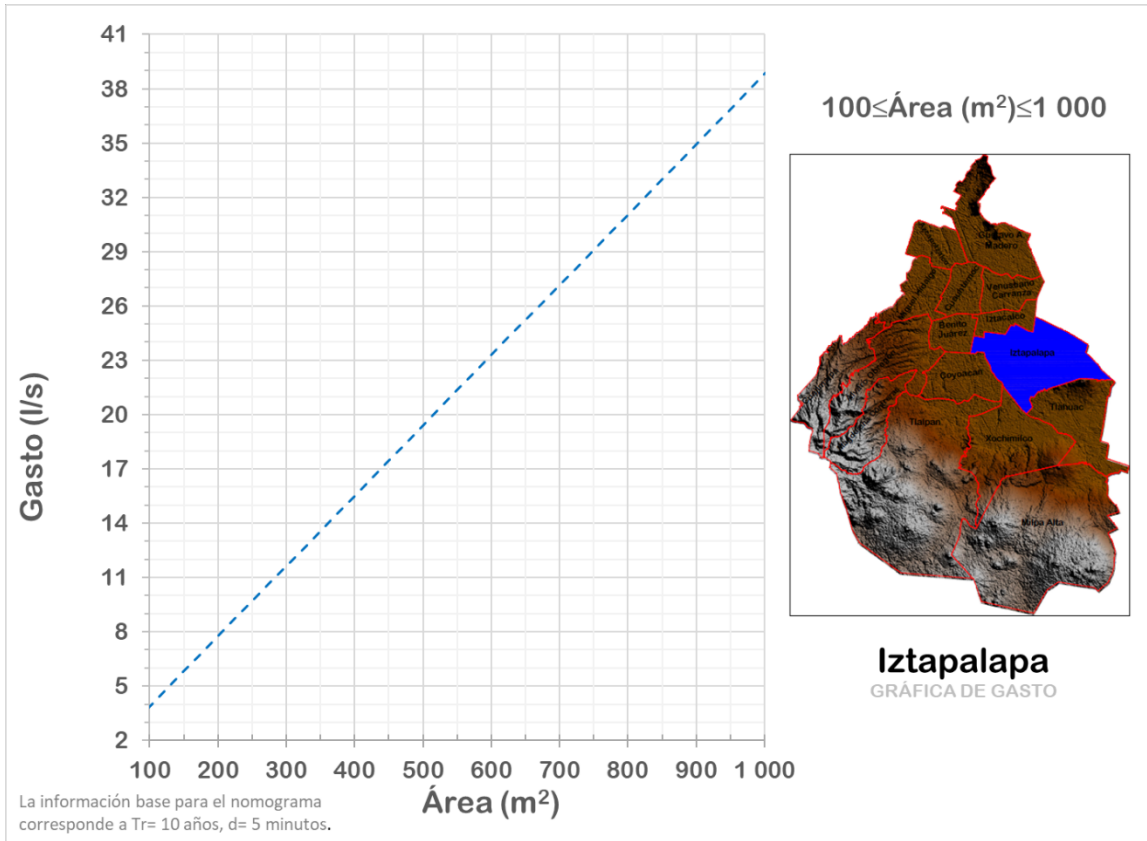 41
38
35
32
29
26
23
20
17
14
11
8
5
2
Gasto (l/s)
100 200 300 400 500 600 700 800 900 1 000
Área (m²)
La información base para el nomograma
corresponde a Tr= 10 años, d= 5 minutos.
100≤Área (m²)≤1 000
Gustavo A.
Madero
Venustiano
Carranza
Cuauhtémoc
Iztacalco
Benito
Juárez
Iztapalapa
Coyoacán
Tláhuac
Tlalpan
Xochimilco
Milpa Alta
Iztapalapa
GRÁFICA DE GASTO